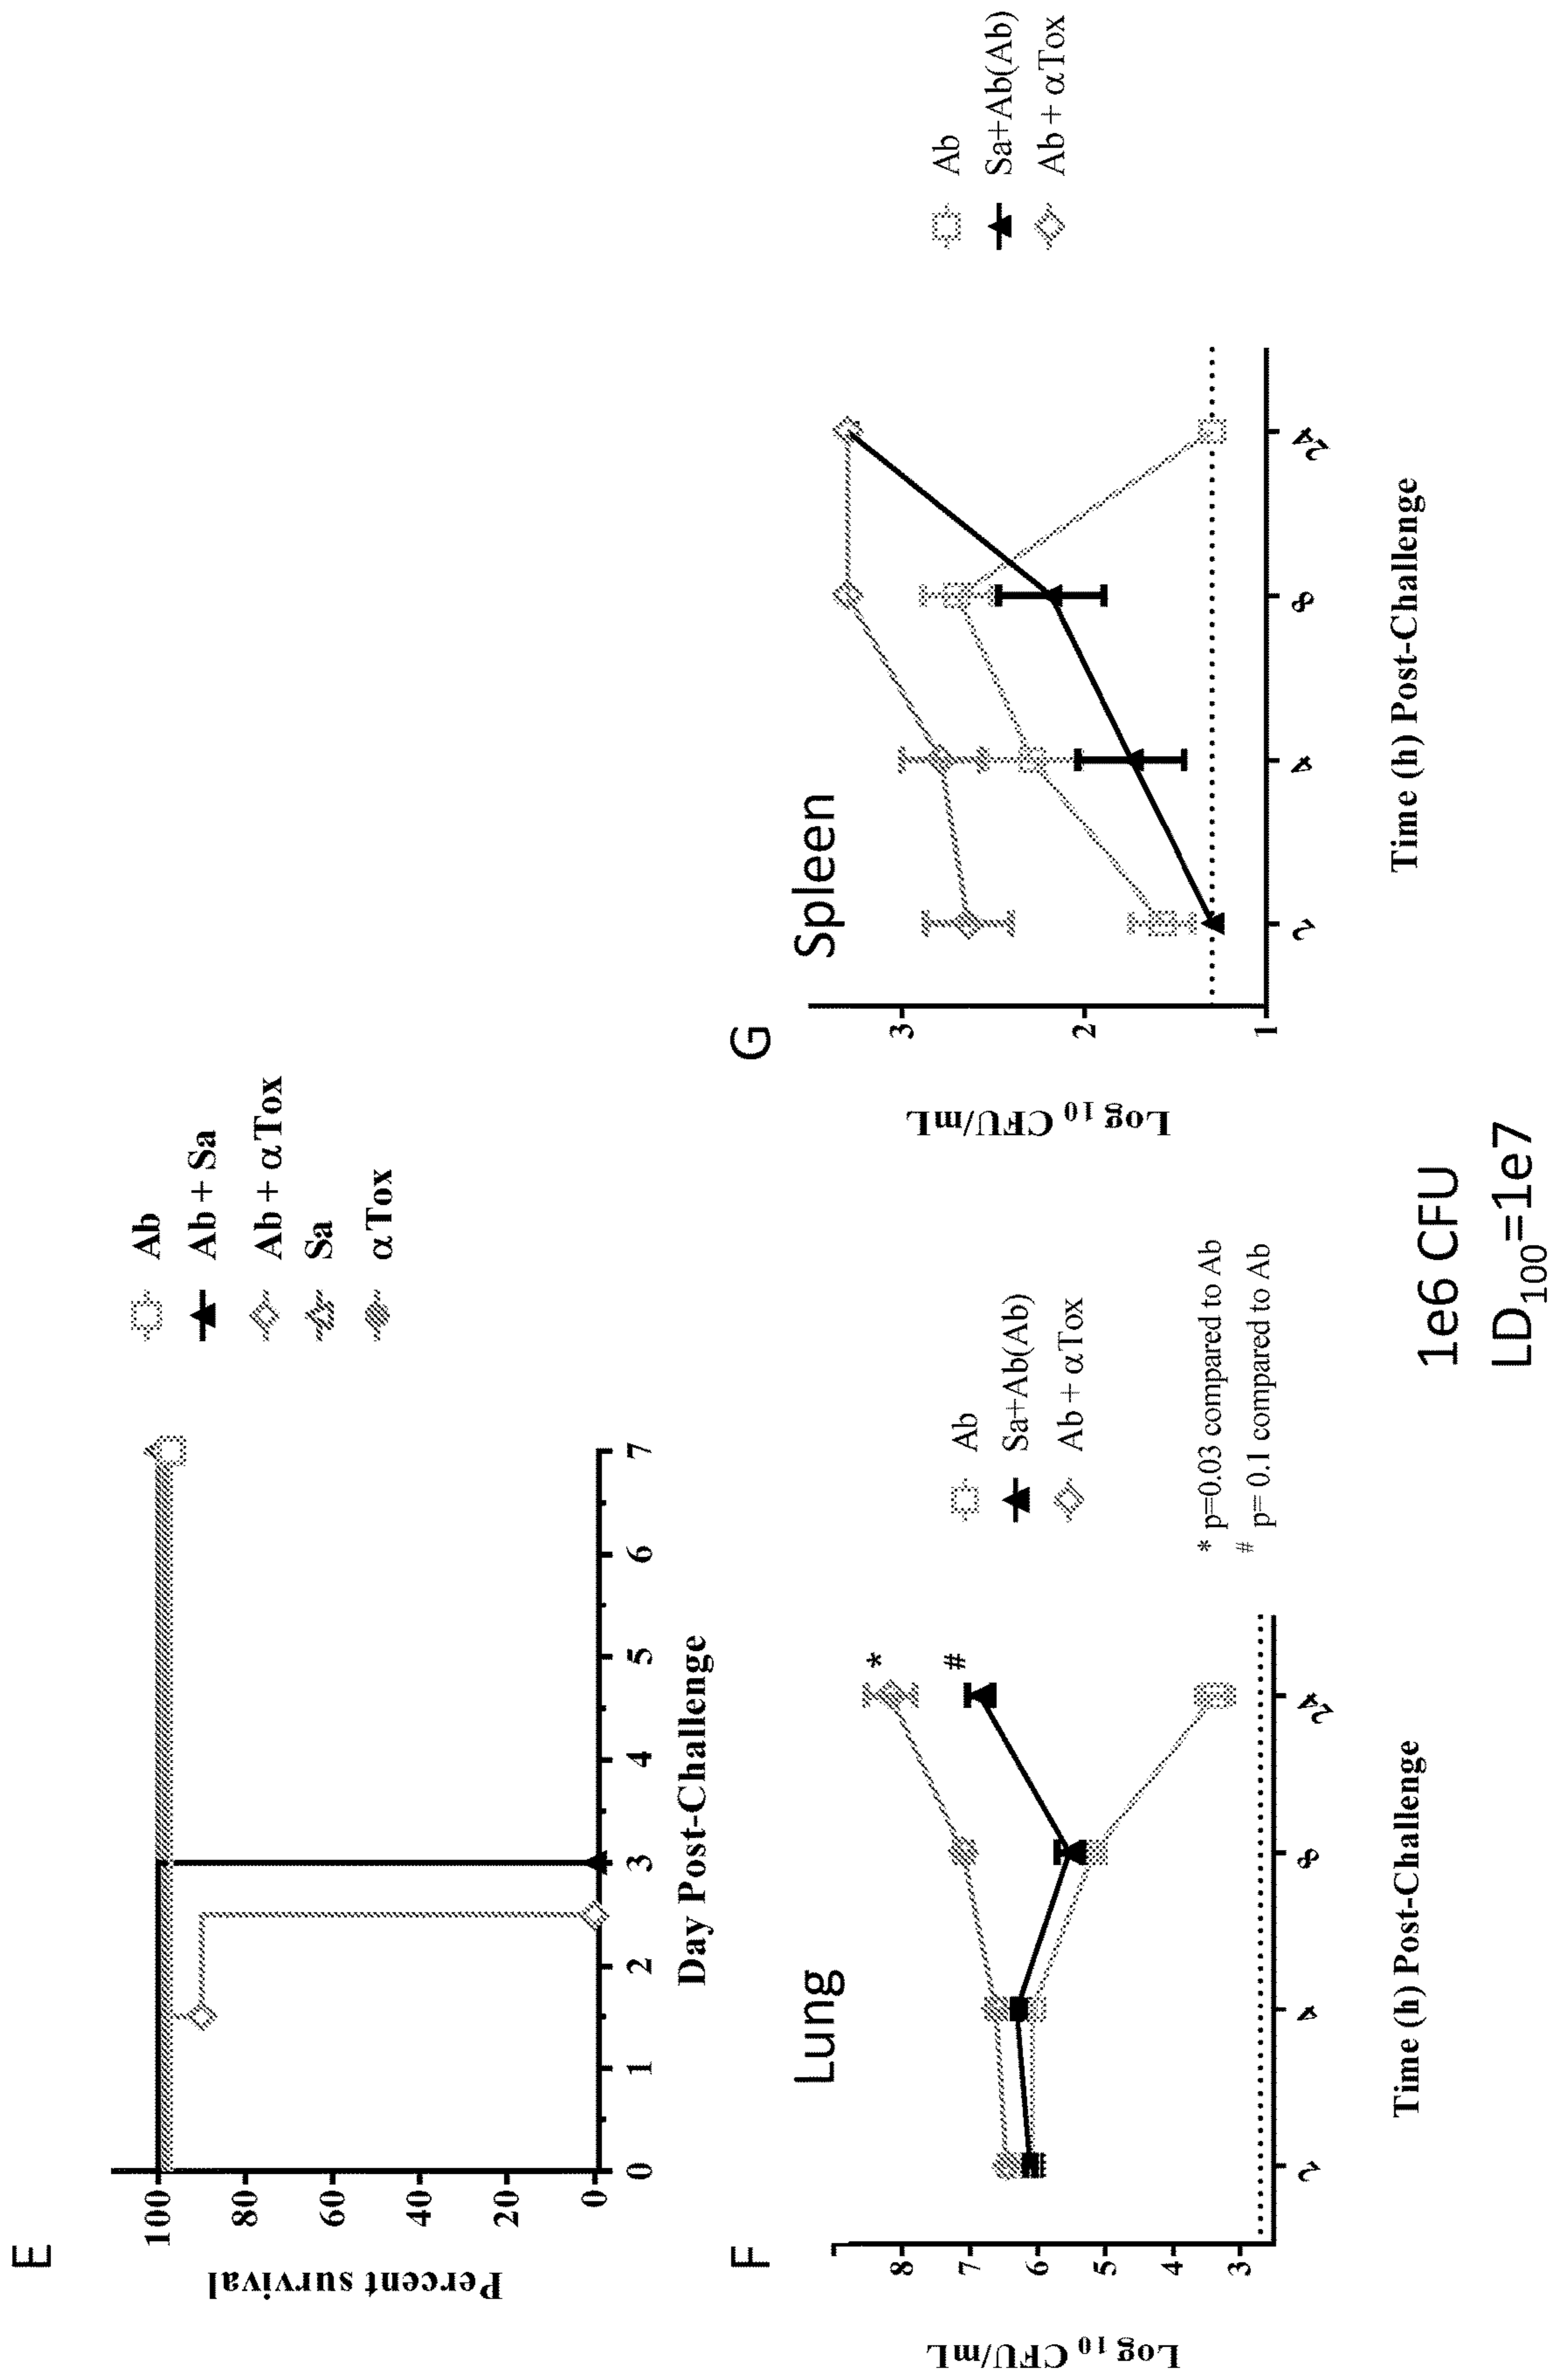 E
Percent survival
100
80
60
40
20
0
0 1 2 3 4 5 6 7
Day Post-Challenge
Ab
Ab + Sa
Ab + αTox
Sa
αTox
F
Lung
Log 10 CFU/mL
8
7
6
5
4
3
2 4 8 24
Time (h) Post-Challenge
*
#
Ab
Sa+Ab(Ab)
Ab + αTox
* p=0.03 compared to Ab
# p= 0.1 compared to Ab
G
Spleen
Log 10 CFU/mL
3
2
1
2 4 8 24
Time (h) Post-Challenge
Ab
Sa+Ab(Ab)
Ab + αTox
1e6 CFU
LD100=1e7